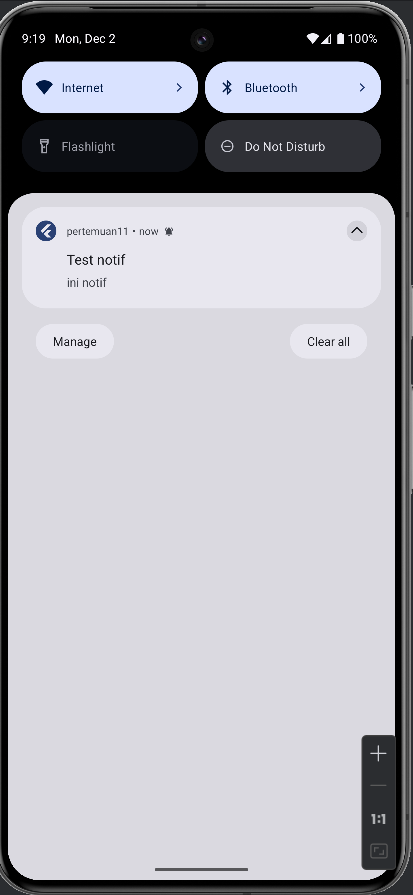 9:19 Mon, Dec 2 100%
Internet Bluetooth
Flashlight Do Not Disturb
pertemuan11 • now
Test notif
ini notif
Manage Clear all
1:1